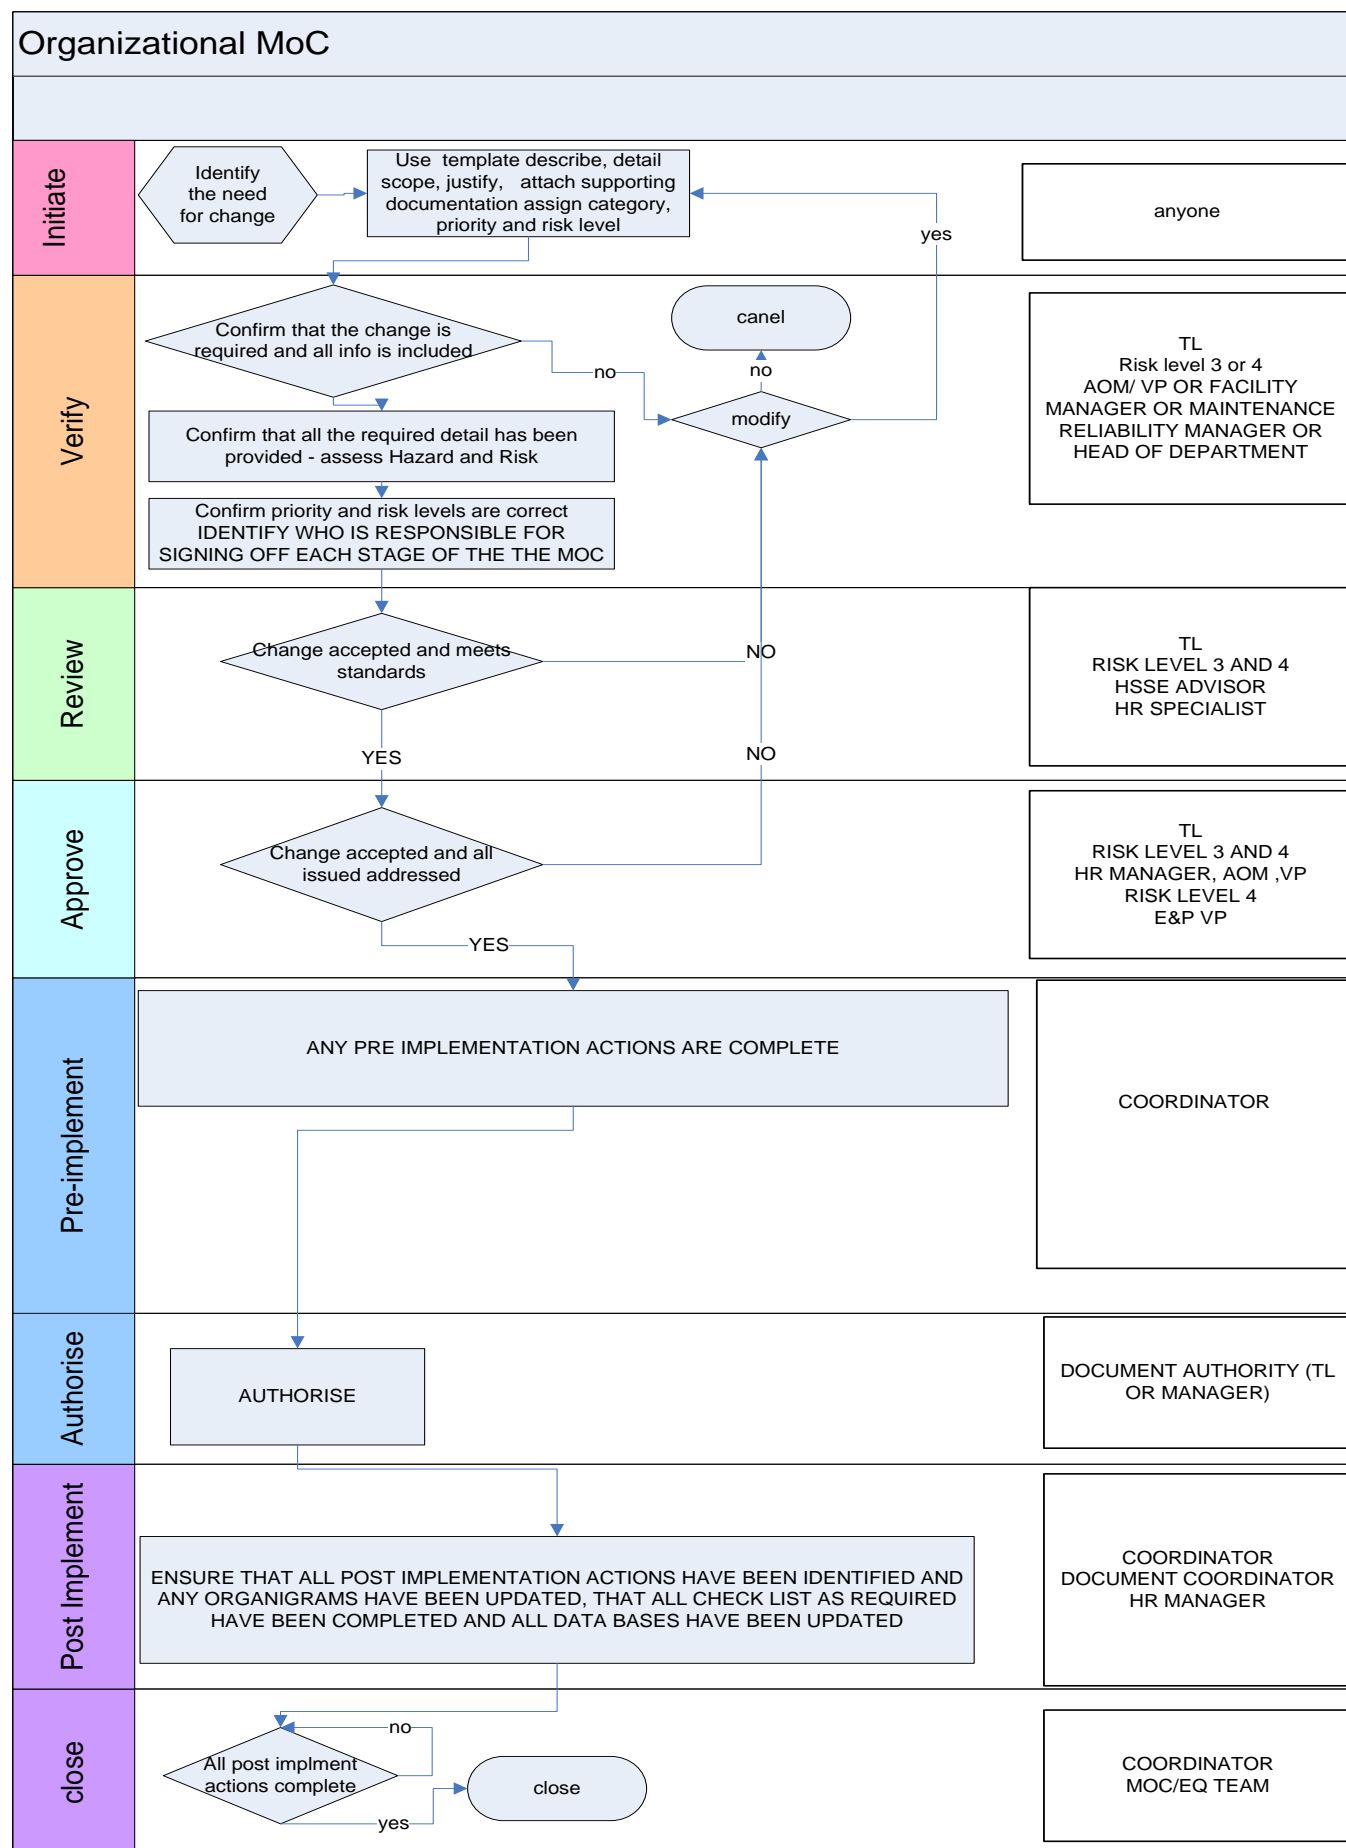 Organizational MoC
Initiate
Identify
the need
for change
Use template describe, detail
scope, justify, attach supporting
documentation assign category,
priority and risk level
yes
anyone
Verify
Confirm that the change is
required and all info is included
no
canel
no
modify
Confirm that all the required detail has been
provided - assess Hazard and Risk
Confirm priority and risk levels are correct
IDENTIFY WHO IS RESPONSIBLE FOR
SIGNING OFF EACH STAGE OF THE THE MOC
TL
Risk level 3 or 4
AOM/ VP OR FACILITY
MANAGER OR MAINTENANCE
RELIABILITY MANAGER OR
HEAD OF DEPARTMENT
Review
Change accepted and meets
standards
NO
YES
NO
TL
RISK LEVEL 3 AND 4
HSSE ADVISOR
HR SPECIALIST
Approve
Change accepted and all
issued addressed
YES
TL
RISK LEVEL 3 AND 4
HR MANAGER, AOM ,VP
RISK LEVEL 4
E&P VP
Pre-implement
ANY PRE IMPLEMENTATION ACTIONS ARE COMPLETE
COORDINATOR
Authorise
AUTHORISE
DOCUMENT AUTHORITY (TL
OR MANAGER)
Post Implement
ENSURE THAT ALL POST IMPLEMENTATION ACTIONS HAVE BEEN IDENTIFIED AND
ANY ORGANIGRAMS HAVE BEEN UPDATED, THAT ALL CHECK LIST AS REQUIRED
HAVE BEEN COMPLETED AND ALL DATA BASES HAVE BEEN UPDATED
COORDINATOR
DOCUMENT COORDINATOR
HR MANAGER
close
All post implment
actions complete
no
yes
close
COORDINATOR
MOC/EQ TEAM